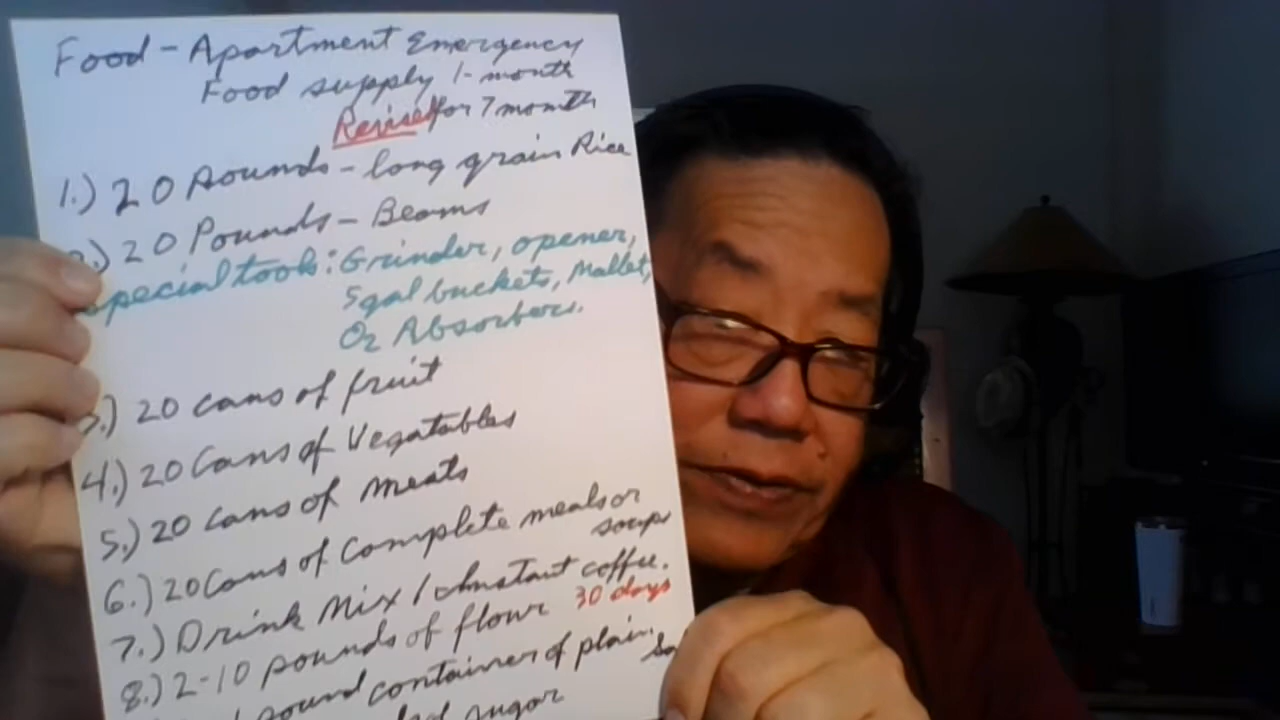 Food - Apartment Emergency
Food supply 1- month
Revised for 7 month
1.) 20 pounds - long grain Rice
2.) 20 Pounds - Beans
special tools: Grinder, opener,
5 gal buckets, Mallet,
O2 Absorbers.
3.) 20 cans of fruit
4.) 20 Cans of Vegatables
5.) 20 cans of meats
6.) 20 Cans of Complete meals or
soups
7.) Drink Mix / Instant coffee.
30 days
8.) 2-10 pounds of flour
pound container of plain
sugar